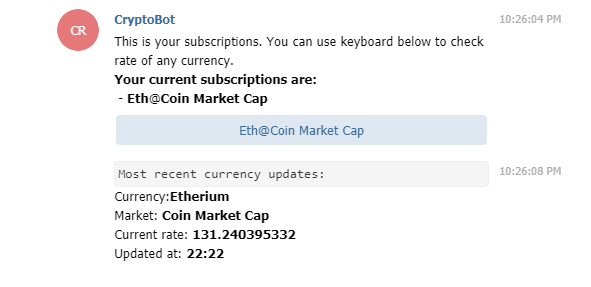 CR
CryptoBot
10:26:04 PM
This is your subscriptions. You can use keyboard below to check
rate of any currency.
Your current subscriptions are:
- Eth@Coin Market Cap
Eth@Coin Market Cap
Most recent currency updates:
10:26:08 PM
Currency:Etherium
Market: Coin Market Cap
Current rate: 131.240395332
Updated at: 22:22